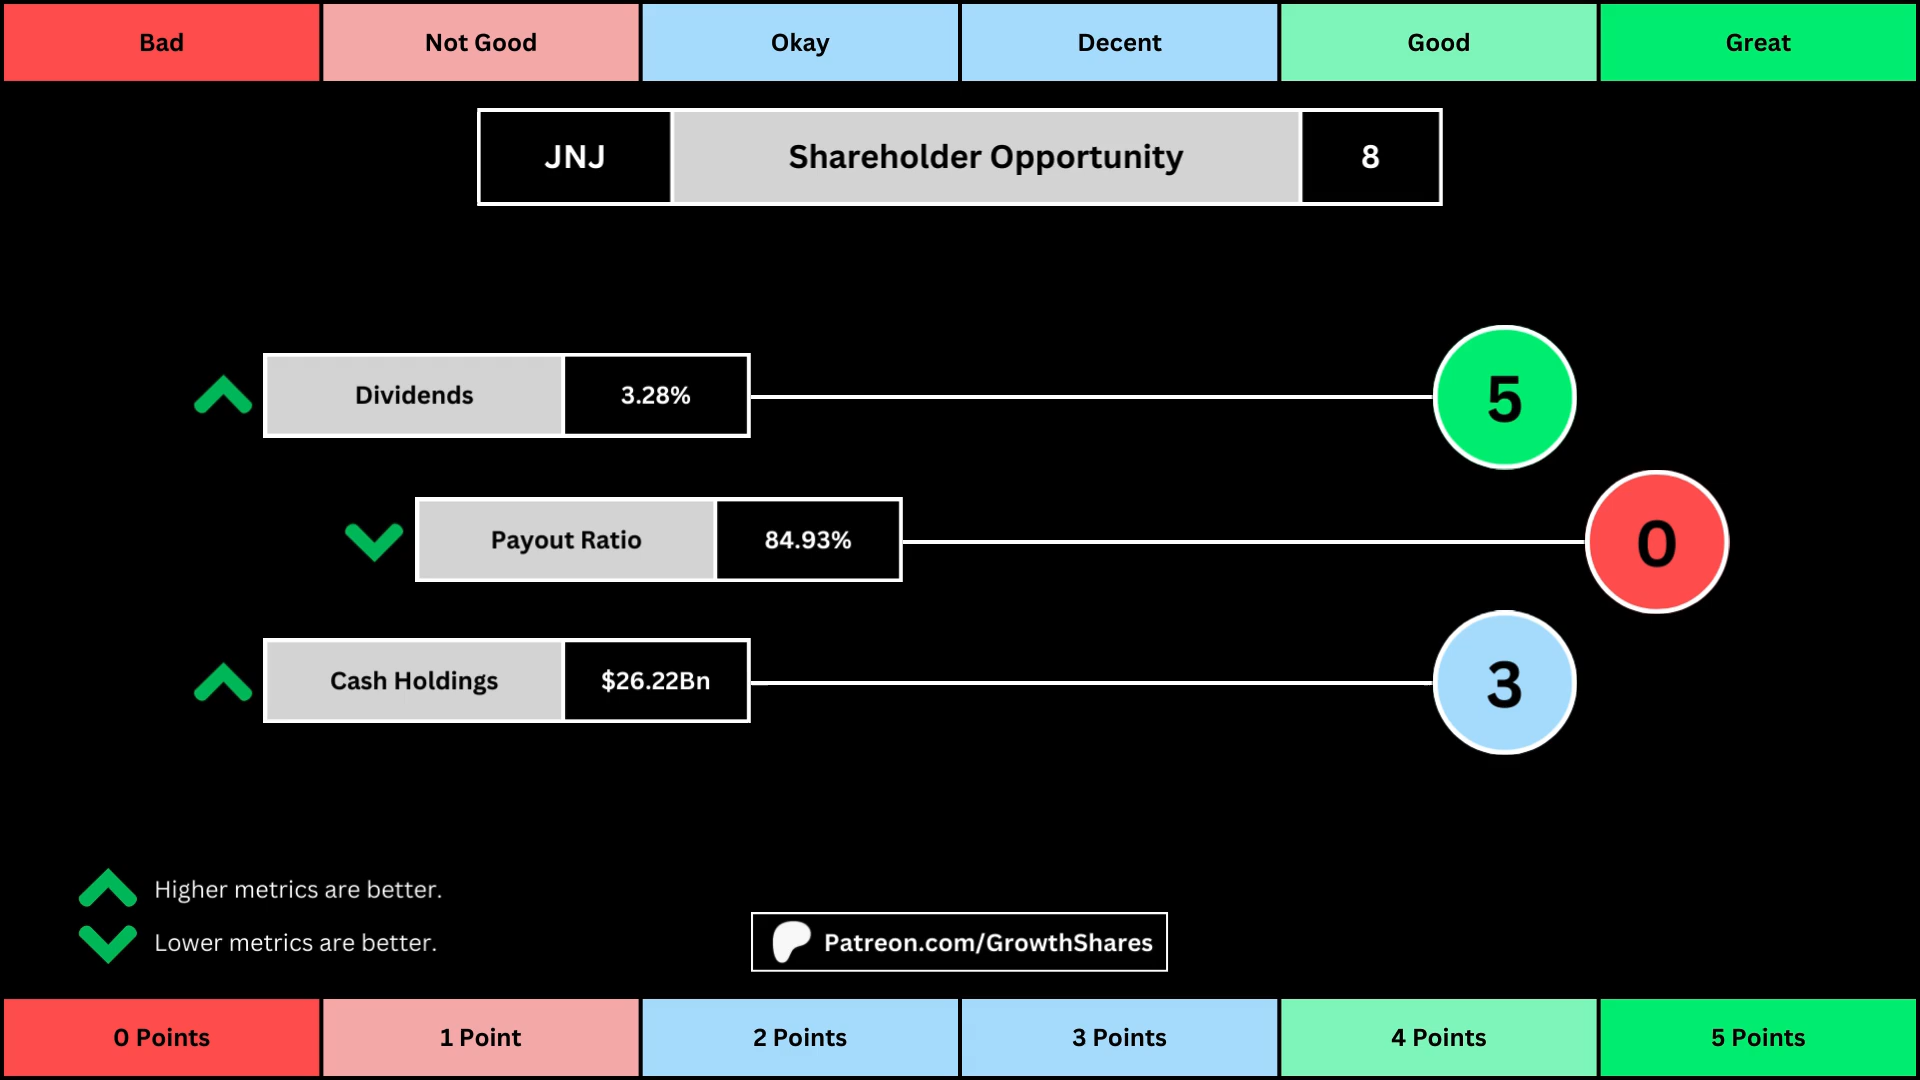 Bad Not Good Okay Decent Good Great
JNJ Shareholder Opportunity 8
Dividends 3.28% 5
Payout Ratio 84.93% 0
Cash Holdings $26.22Bn 3
Higher metrics are better.
Lower metrics are better.
Patreon.com/GrowthShares
0 Points 1 Point 2 Points 3 Points 4 Points 5 Points